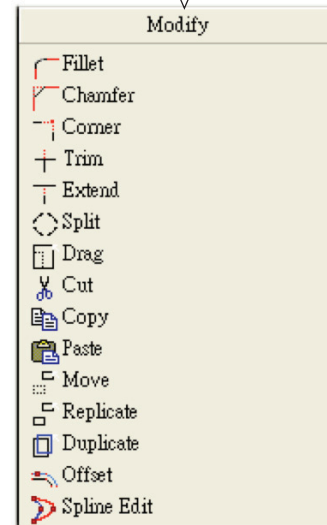 Modify
Fillet
Chamfer
Corner
Trim
Extend
Split
Drag
Cut
Copy
Paste
Move
Replicate
Duplicate
Offset
Spline Edit